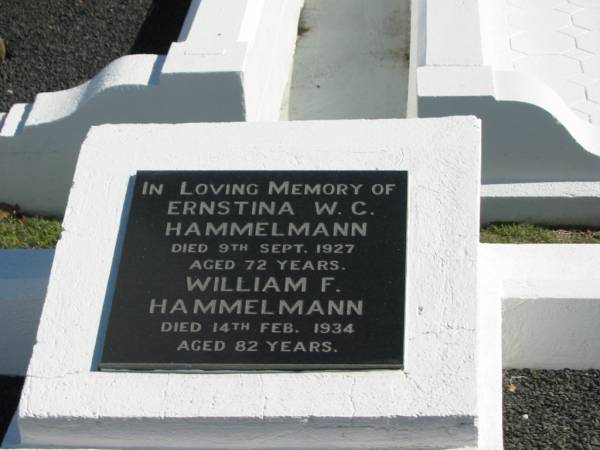 In Loving Memory of
ERNSTINA W. C.
HAMMELMANN
DIED 9TH SEPT. 1927
AGED 72 YEARS.
WILLIAM F.
HAMMELMANN
DIED 14TH FEB. 1934
AGED 82 YEARS.